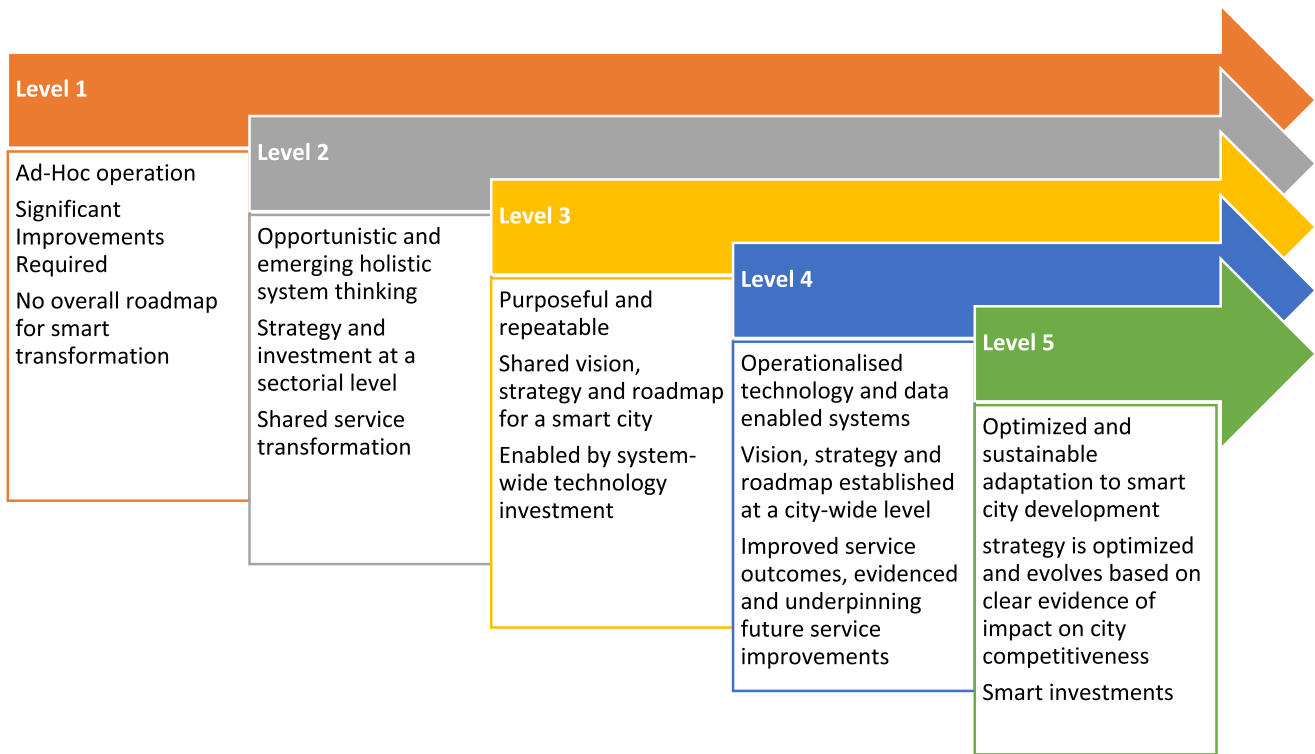 Level 1
Ad-Hoc operation
Significant
Improvements
Required
No overall roadmap
for smart
transformation
Level 2
Opportunistic and
emerging holistic
system thinking
Strategy and
investment at a
sectorial level
Shared service
transformation
Level 3
Purposeful and
repeatable
Shared vision,
strategy and roadmap
for a smart city
Enabled by system-
wide technology
investment
Level 4
Operationalised
technology and data
enabled systems
Vision, strategy and
roadmap established
at a city-wide level
Improved service
outcomes, evidenced
and underpinning
future service
improvements
Level 5
Optimized and
sustainable
adaptation to smart
city development
strategy is optimized
and evolves based on
clear evidence of
impact on city
competitiveness
Smart investments